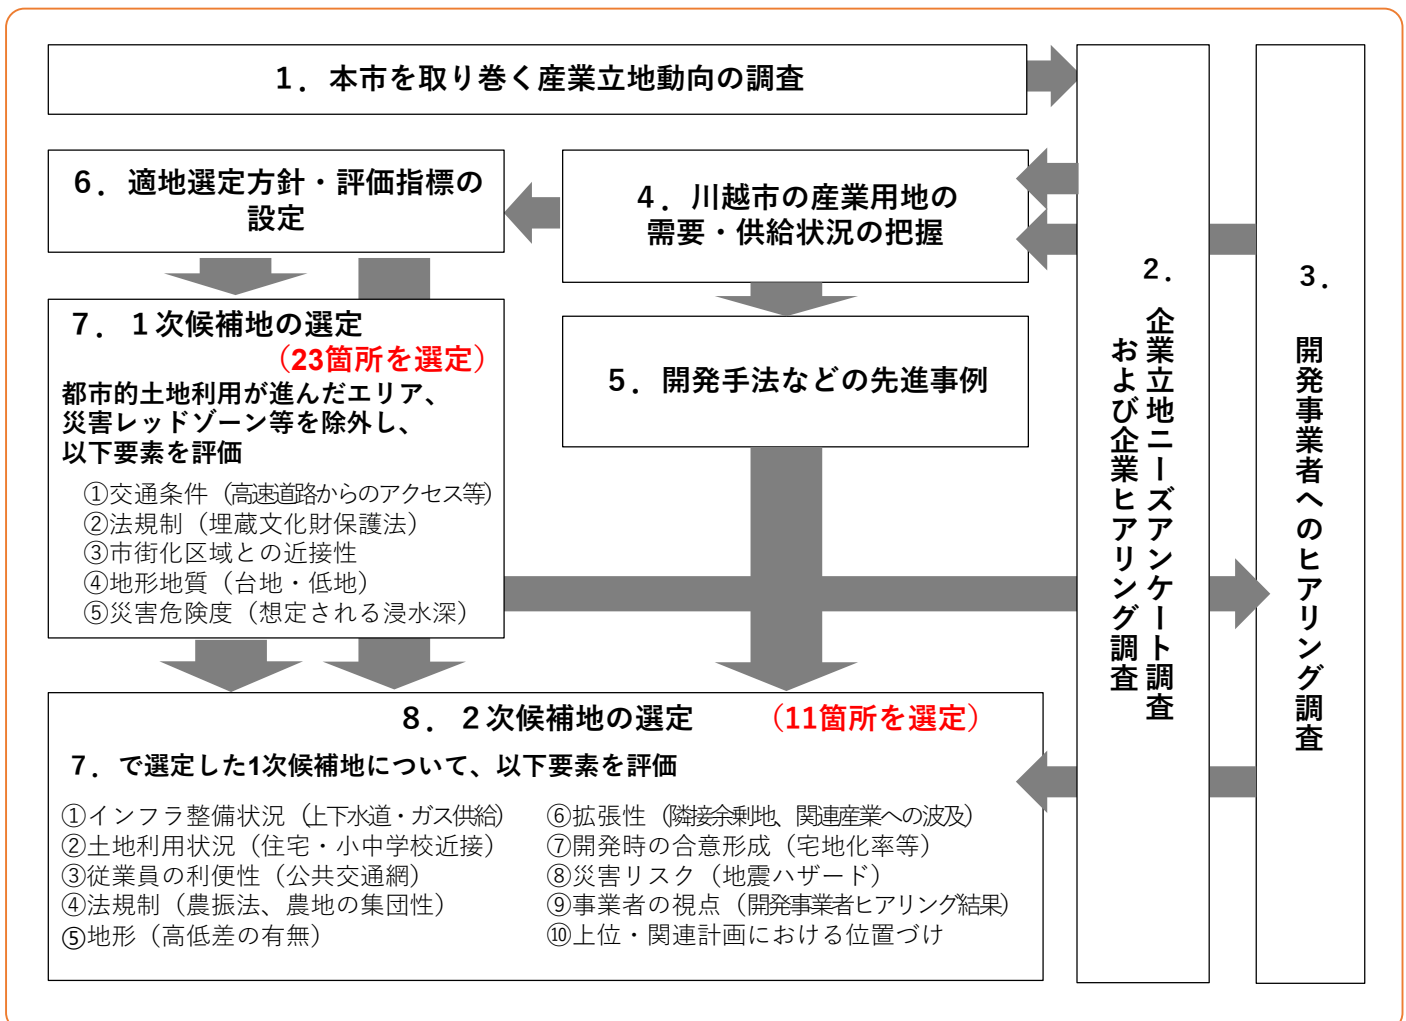 1．本市を取り巻く産業立地動向の調査
6．適地選定方針・評価指標の
設定
4．川越市の産業用地の
需要・供給状況の把握
2．企業立地ニーズアンケート調査
および企業ヒアリング調査
3．開発事業者へのヒアリング調査
7．１次候補地の選定
（23箇所を選定）
都市的土地利用が進んだエリア、
災害レッドゾーン等を除外し、
以下要素を評価
①交通条件（高速道路からのアクセス等）
②法規制（埋蔵文化財保護法）
③市街化区域との近接性
④地形地質（台地・低地）
⑤災害危険度（想定される浸水深）
5．開発手法などの先進事例
8．２次候補地の選定　（11箇所を選定）
7．で選定した1次候補地について、以下要素を評価
①インフラ整備状況（上下水道・ガス供給）
②土地利用状況（住宅・小中学校近接）
③従業員の利便性（公共交通網）
④法規制（農振法、農地の集団性）
⑤地形（高低差の有無）
⑥拡張性（隣接余剰地、関連産業への波及）
⑦開発時の合意形成（宅地化率等）
⑧災害リスク（地震ハザード）
⑨事業者の視点（開発事業者ヒアリング結果）
⑩上位・関連計画における位置づけ